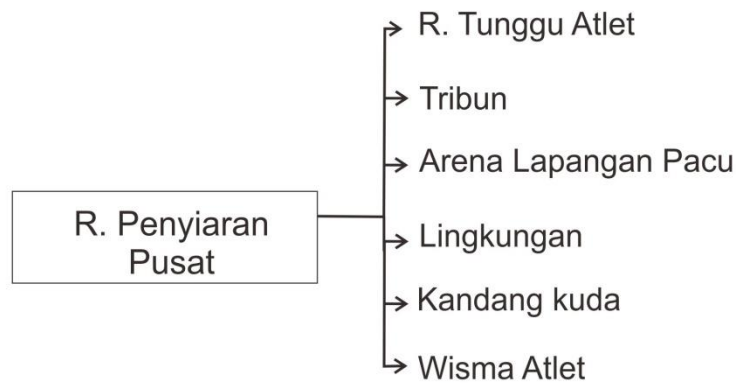 R. Tunggu Atlet
Tribun
Arena Lapangan Pacu
R. Penyiaran
Pusat
Lingkungan
Kandang kuda
Wisma Atlet